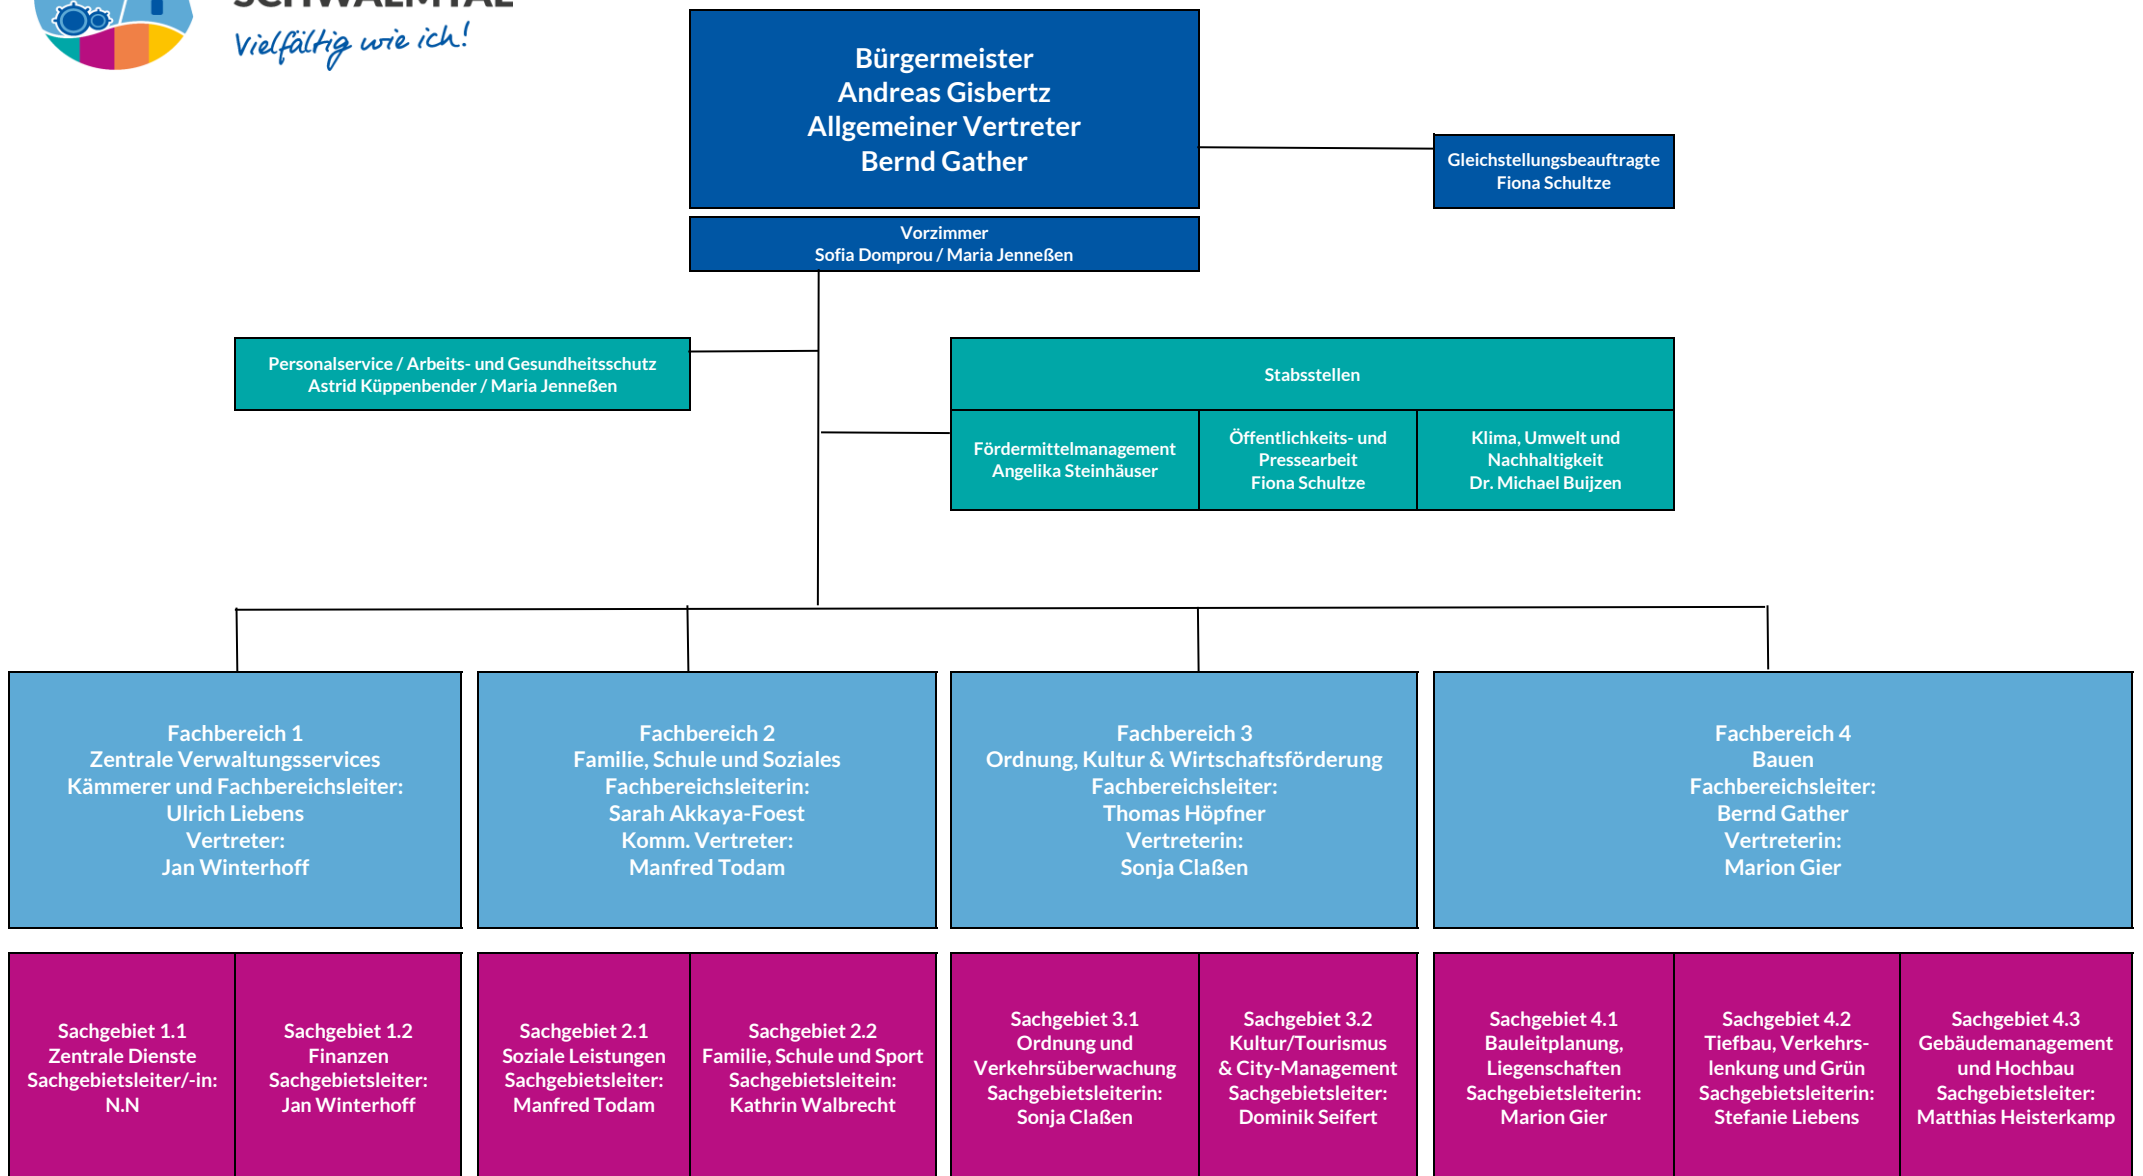 SCHWALMTAL
Vielfältig wie ich!
Bürgermeister
Andreas Gisbertz
Allgemeiner Vertreter
Bernd Gather
Gleichstellungsbeauftragte
Fiona Schultze
Vorzimmer
Sofia Domprou / Maria Jenneßen
Personalservice / Arbeits- und Gesundheitsschutz
Astrid Küppenbender / Maria Jenneßen
Stabsstellen
Fördermittelmanagement
Angelika Steinhäuser
Öffentlichkeits- und
Pressearbeit
Fiona Schultze
Klima, Umwelt und
Nachhaltigkeit
Dr. Michael Buijzen
Fachbereich 1
Zentrale Verwaltungsservices
Kämmerer und Fachbereichsleiter:
Ulrich Liebens
Vertreter:
Jan Winterhoff
Fachbereich 2
Familie, Schule und Soziales
Fachbereichsleiterin:
Sarah Akkaya-Foest
Komm. Vertreter:
Manfred Todam
Fachbereich 3
Ordnung, Kultur & Wirtschaftsförderung
Fachbereichsleiter:
Thomas Höpfner
Vertreterin:
Sonja Claßen
Fachbereich 4
Bauen
Fachbereichsleiter:
Bernd Gather
Vertreterin:
Marion Gier
Sachgebiet 1.1
Zentrale Dienste
Sachgebietsleiter/-in:
N.N
Sachgebiet 1.2
Finanzen
Sachgebietsleiter:
Jan Winterhoff
Sachgebiet 2.1
Soziale Leistungen
Sachgebietsleiter:
Manfred Todam
Sachgebiet 2.2
Familie, Schule und Sport
Sachgebietsleitein:
Kathrin Walbrecht
Sachgebiet 3.1
Ordnung und
Verkehrsüberwachung
Sachgebietsleiterin:
Sonja Claßen
Sachgebiet 3.2
Kultur/Tourismus
& City-Management
Sachgebietsleiter:
Dominik Seifert
Sachgebiet 4.1
Bauleitplanung,
Liegenschaften
Sachgebietsleiterin:
Marion Gier
Sachgebiet 4.2
Tiefbau, Verkehrs-
lenkung und Grün
Sachgebietsleiterin:
Stefanie Liebens
Sachgebiet 4.3
Gebäudemanagement
und Hochbau
Sachgebietsleiter:
Matthias Heisterkamp